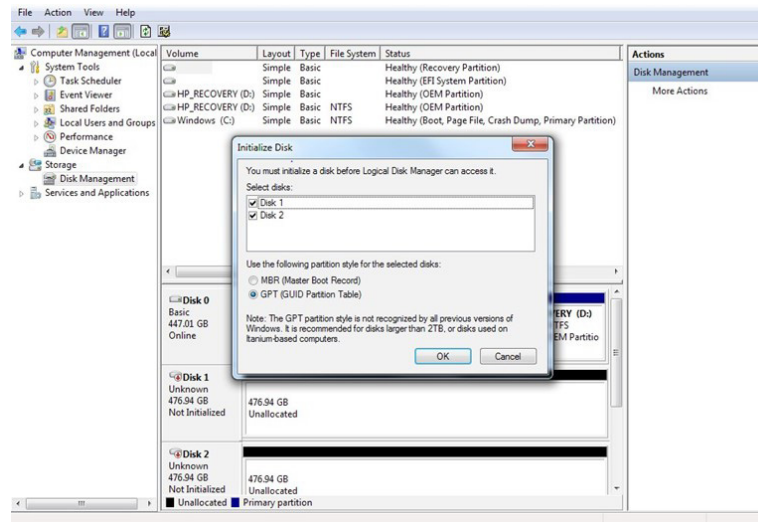 File Action View Help
Computer Management (Local
System Tools
Task Scheduler
Event Viewer
Shared Folders
Local Users and Groups
Performance
Device Manager
Storage
Disk Management
Services and Applications
Volume Layout Type File System Status
Simple Basic Healthy (Recovery Partition)
Simple Basic Healthy (EFI System Partition)
HP_RECOVERY (D:) Simple Basic Healthy (OEM Partition)
HP_RECOVERY (D:) Simple Basic NTFS Healthy (OEM Partition)
Windows (C:) Simple Basic NTFS Healthy (Boot, Page File, Crash Dump, Primary Partition)
Actions
Disk Management
More Actions
Initialize Disk
You must initialize a disk before Logical Disk Manager can access it.
Select disks:
Disk 1
Disk 2
Use the following partition style for the selected disks:
MBR (Master Boot Record)
GPT (GUID Partition Table)
Note: The GPT partition style is not recognized by all previous versions of
Windows. It is recommended for disks larger than 2TB, or disks used on
Itanium-based computers.
OK Cancel
Disk 0
Basic
447.01 GB
Online
ERY (D:)
TFS
EM Partitio
Disk 1
Unknown
476.94 GB
Not Initialized
476.94 GB
Unallocated
Disk 2
Unknown
476.94 GB
Not Initialized
476.94 GB
Unallocated
Unallocated Primary partition